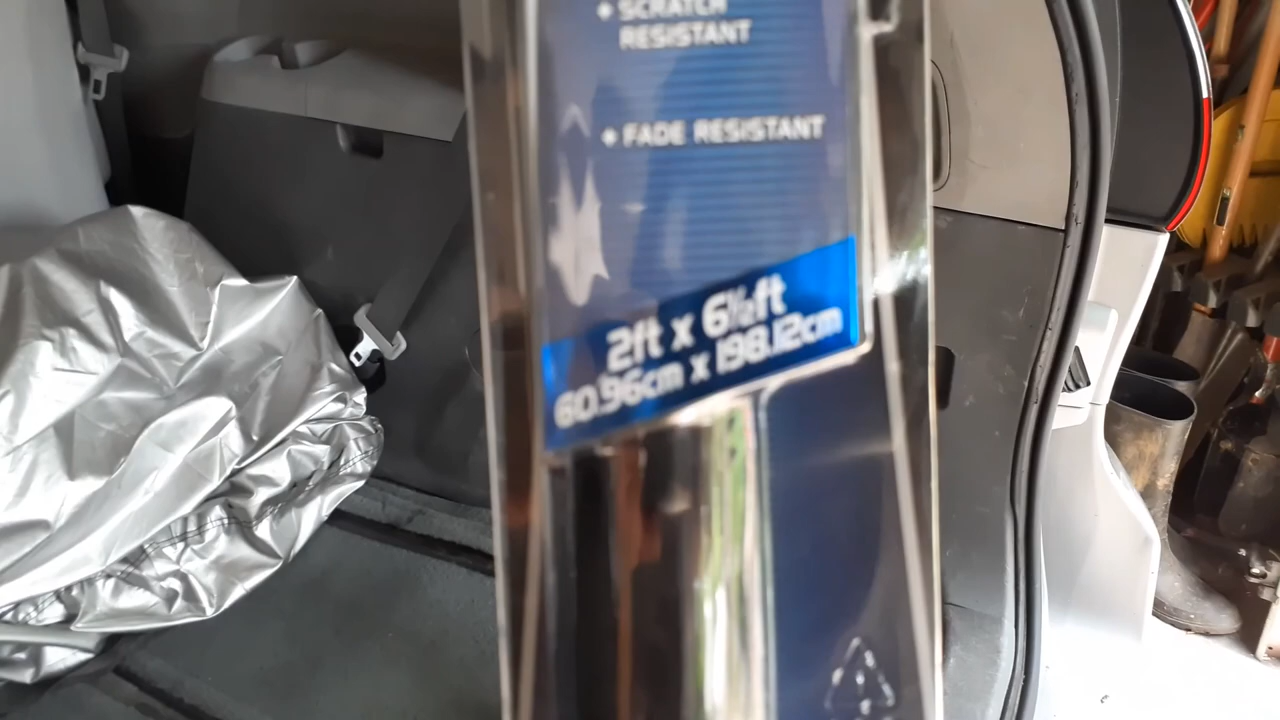 • SCRATCH
RESISTANT
• FADE RESISTANT
2ft x 6½ft
60.96cm x 198.12cm